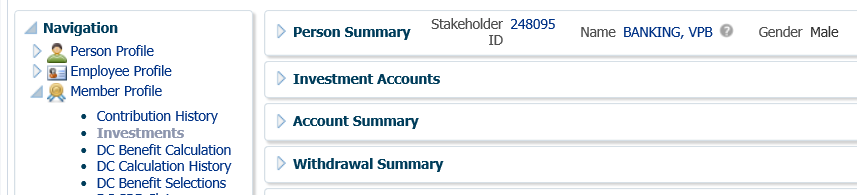 Navigation
Person Profile
Employee Profile
Member Profile
Contribution History
Investments
DC Benefit Calculation
DC Calculation History
DC Benefit Selections
Person Summary Stakeholder ID 248095 Name BANKING, VPB Gender Male
Investment Accounts
Account Summary
Withdrawal Summary